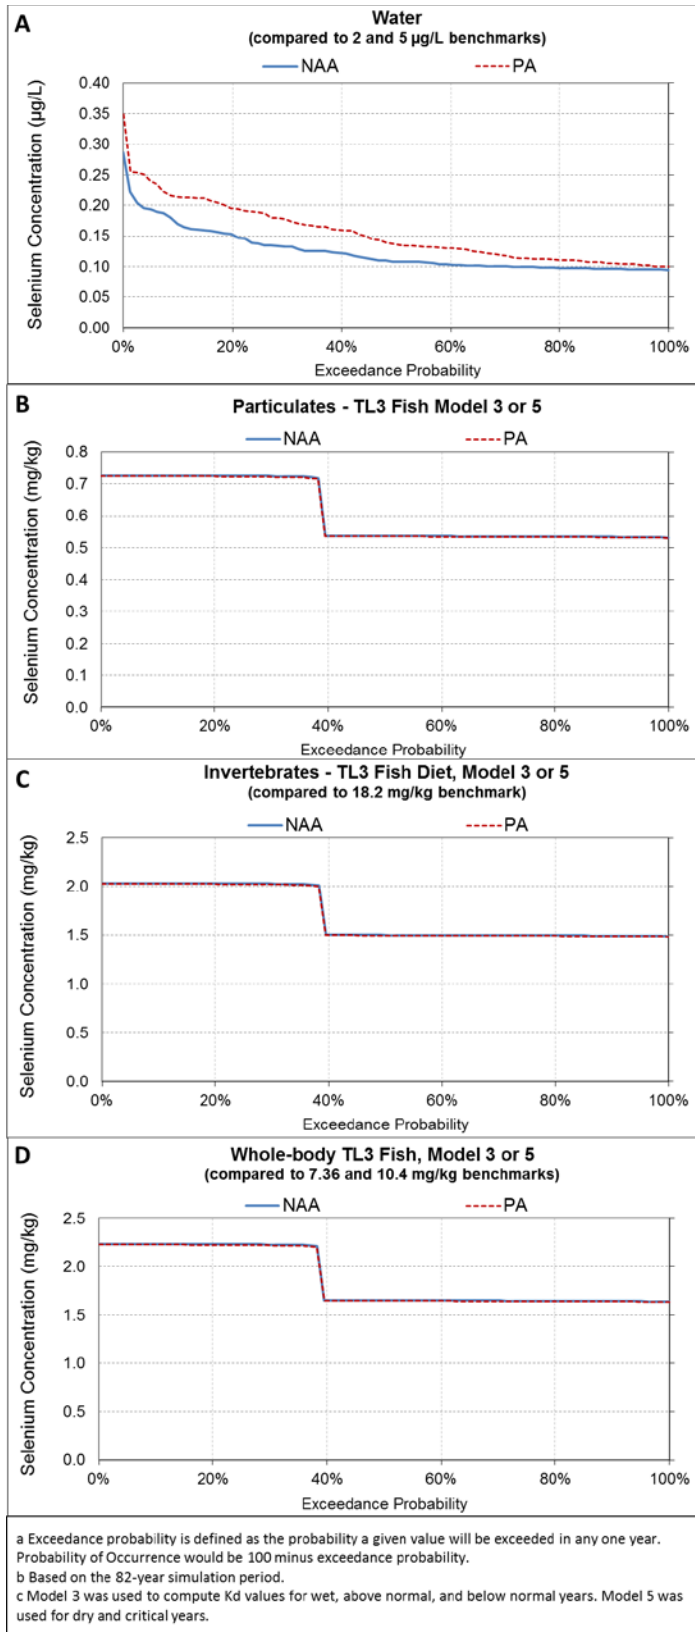 A
Water
(compared to 2 and 5 µg/L benchmarks)
NAA PA
Selenium Concentration (µg/L)
0.40
0.35
0.30
0.25
0.20
0.15
0.10
0.05
0.00
0% 20% 40% 60% 80% 100%
Exceedance Probability
B
Particulates - TL3 Fish Model 3 or 5
NAA PA
Selenium Concentration (mg/kg)
0.8
0.7
0.6
0.5
0.4
0.3
0.2
0.1
0.0
0% 20% 40% 60% 80% 100%
Exceedance Probability
C
Invertebrates - TL3 Fish Diet, Model 3 or 5
(compared to 18.2 mg/kg benchmark)
NAA PA
Selenium Concentration (mg/kg)
2.5
2.0
1.5
1.0
0.5
0.0
0% 20% 40% 60% 80% 100%
Exceedance Probability
D
Whole-body TL3 Fish, Model 3 or 5
(compared to 7.36 and 10.4 mg/kg benchmarks)
NAA PA
Selenium Concentration (mg/kg)
2.5
2.0
1.5
1.0
0.5
0.0
0% 20% 40% 60% 80% 100%
Exceedance Probability
a Exceedance probability is defined as the probability a given value will be exceeded in any one year.
Probability of Occurrence would be 100 minus exceedance probability.
b Based on the 82-year simulation period.
c Model 3 was used to compute Kd values for wet, above normal, and below normal years. Model 5 was
used for dry and critical years.